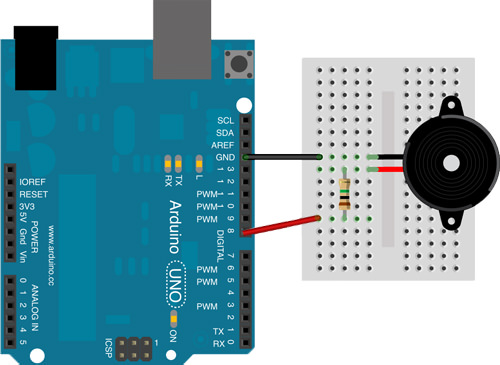 SCL
SDA
AREF
GND
13
12
PWM 11
PWM 10
PWM 9
8
7
PWM 6
PWM 5
4
PWM 3
2
TX 1
RX 0
DIGITAL
RX
TX
L
Arduino
UNO
ON
ICSP
1
www.arduino.cc
IOREF
RESET
3V3
5V
Gnd
Vin
POWER
0
1
2
3
4
5
ANALOG IN